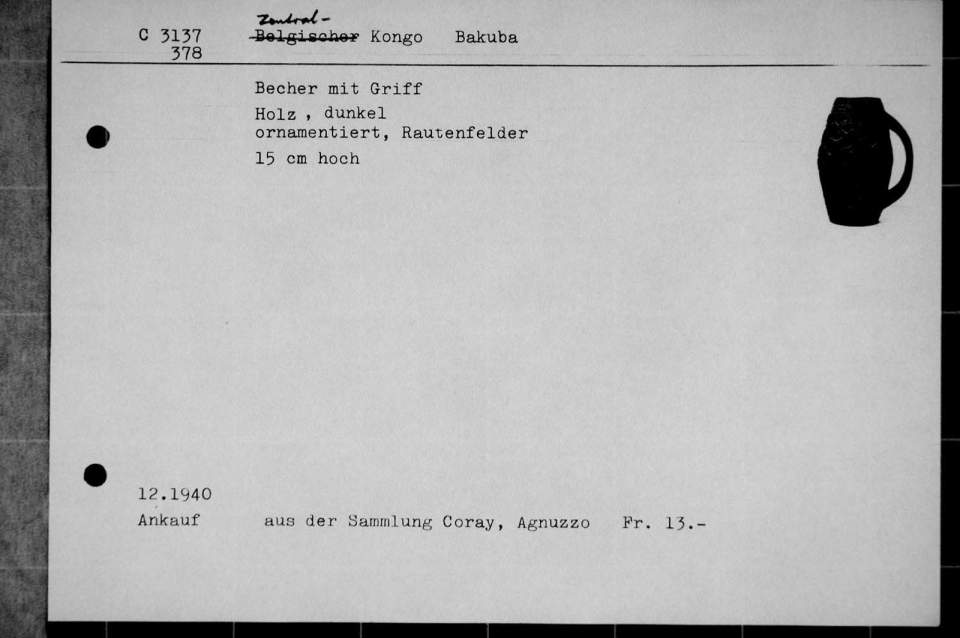 Zentral-
C 3137 Belgischer Kongo Bakuba
378
Becher mit Griff
Holz , dunkel
ornamentiert, Rautenfelder
15 cm hoch
12.1940
Ankauf aus der Sammlung Coray, Agnuzzo Fr. 13.-